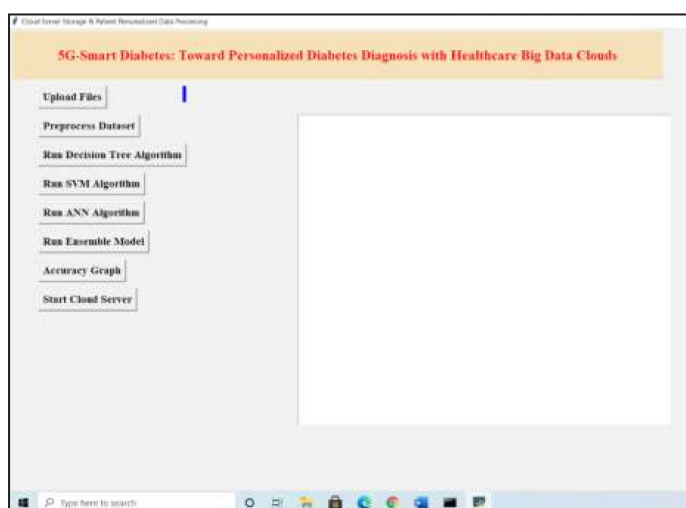 Cloud Server Storage & Patient Personalized Data Processing
5G-Smart Diabetes: Toward Personalized Diabetes Diagnosis with Healthcare Big Data Clouds
Upload Files
Preprocess Dataset
Run Decision Tree Algorithm
Run SVM Algorithm
Run ANN Algorithm
Run Ensemble Model
Accuracy Graph
Start Cloud Server
Type here to search